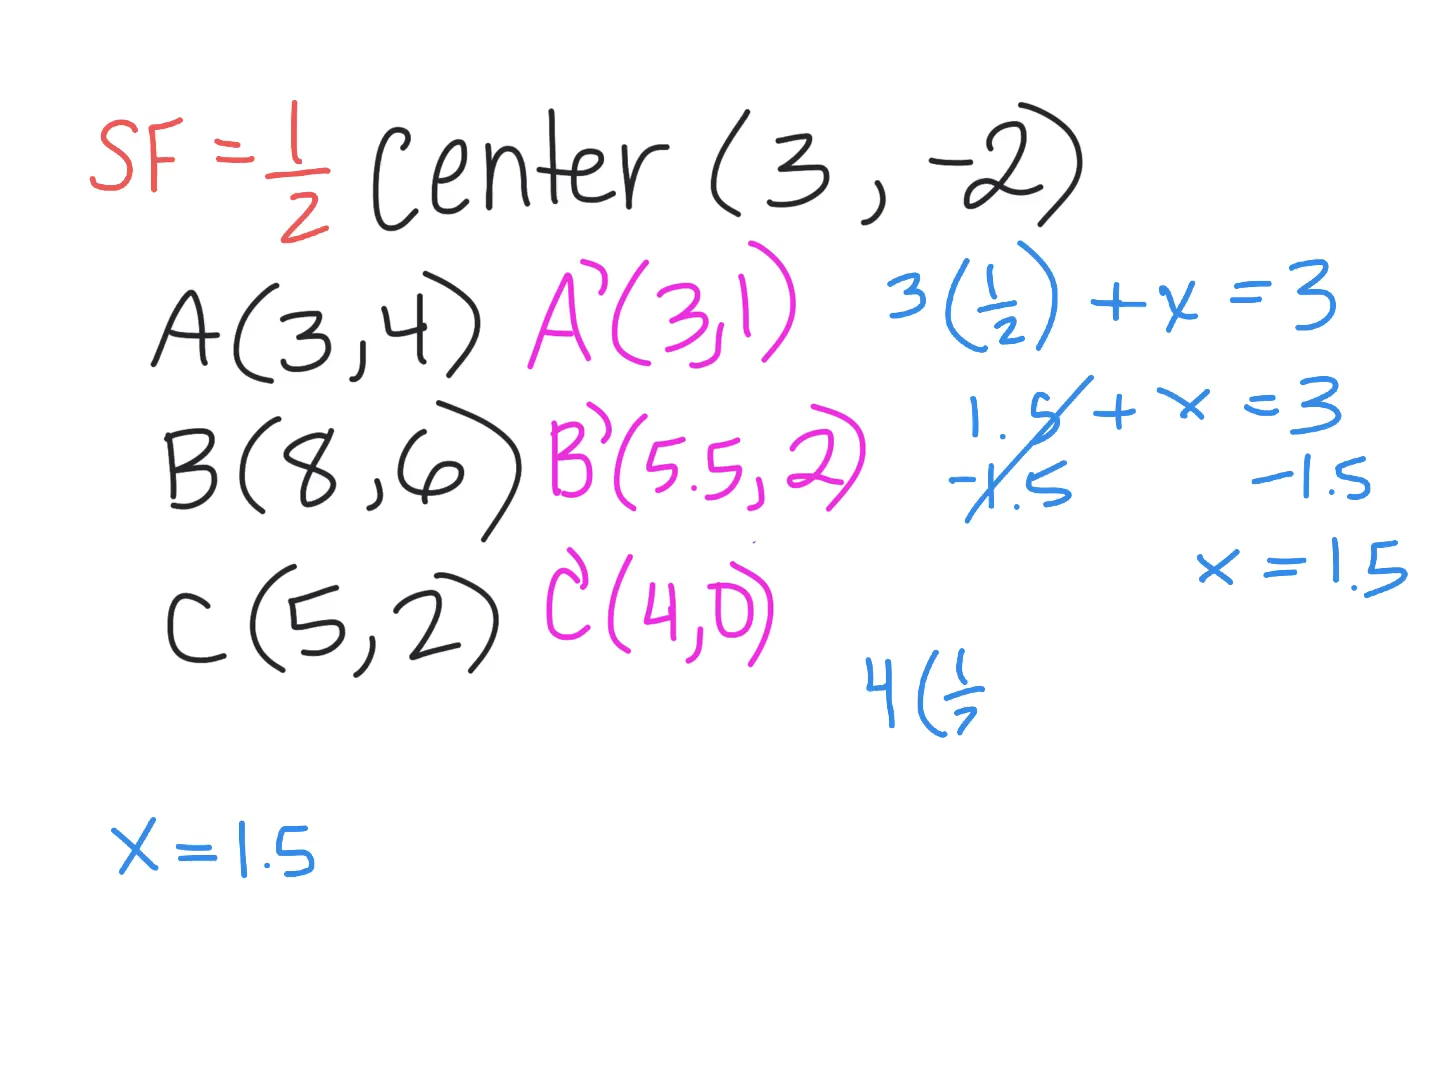 SF = 1/2 Center (3, -2)
A(3,4) A'(3,1) 3(1/2) + x = 3
1.5 + x = 3
B(8,6) B'(5.5, 2) -1.5 -1.5
x = 1.5
C(5,2) C'(4,0)
4(1/2
x = 1.5